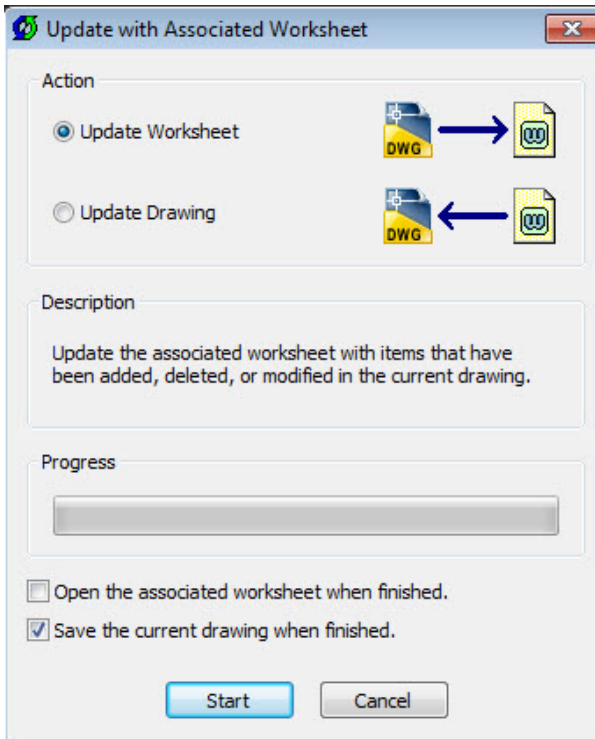 Update with Associated Worksheet
Action
Update Worksheet
DWG
Update Drawing
DWG
Description
Update the associated worksheet with items that have
been added, deleted, or modified in the current drawing.
Progress
Open the associated worksheet when finished.
Save the current drawing when finished.
Start
Cancel